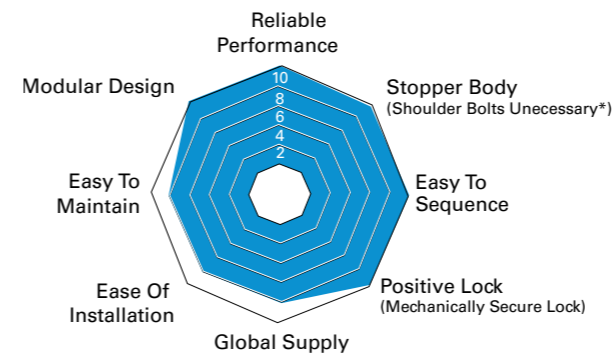 Reliable
Performance
Modular Design
Stopper Body
(Shoulder Bolts Unecessary*)
10
8
6
4
2
Easy To
Maintain
Easy To
Sequence
Ease Of
Installation
Positive Lock
(Mechanically Secure Lock)
Global Supply